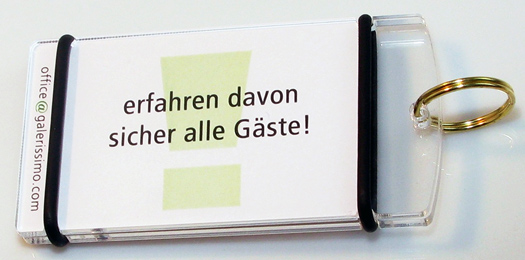 erfahren davon
sicher alle Gäste!
office@galerissimo.com